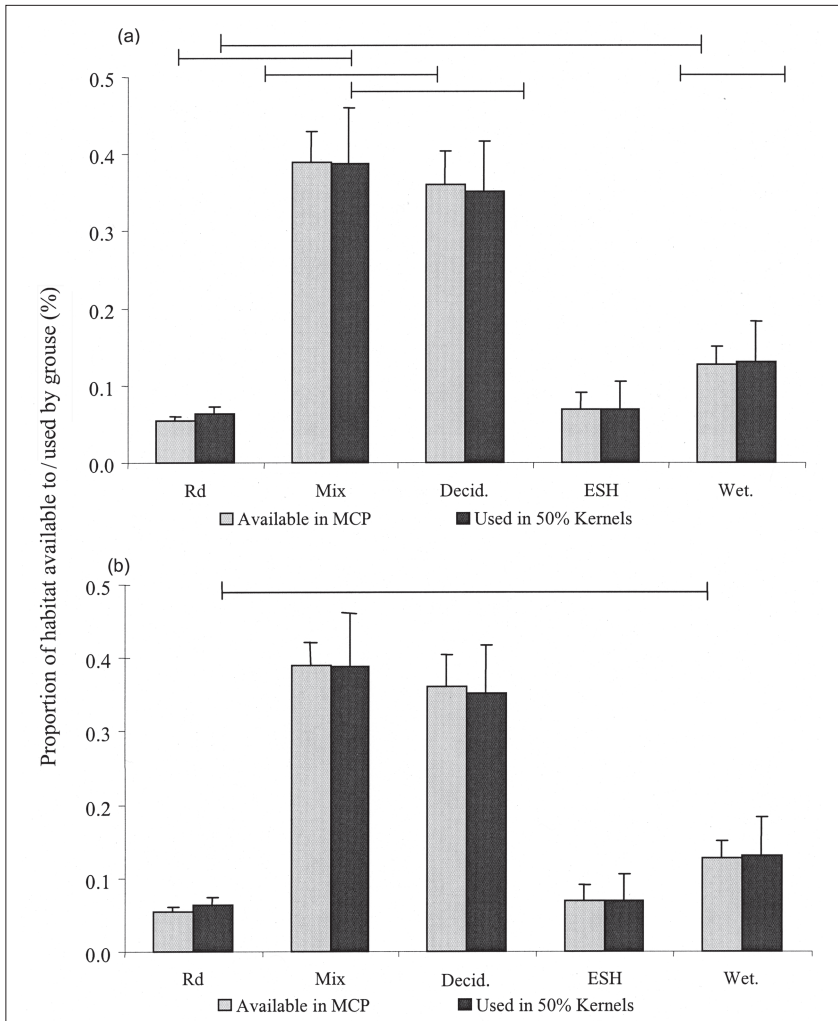 (a)
Proportion of habitat available to / used by grouse (%)
0.5
0.4
0.3
0.2
0.1
0.0
Rd Mix Decid. ESH Wet.
Available in MCP Used in 50% Kernels
(b)
0.5
0.4
0.3
0.2
0.1
0.0
Rd Mix Decid. ESH Wet.
Available in MCP Used in 50% Kernels